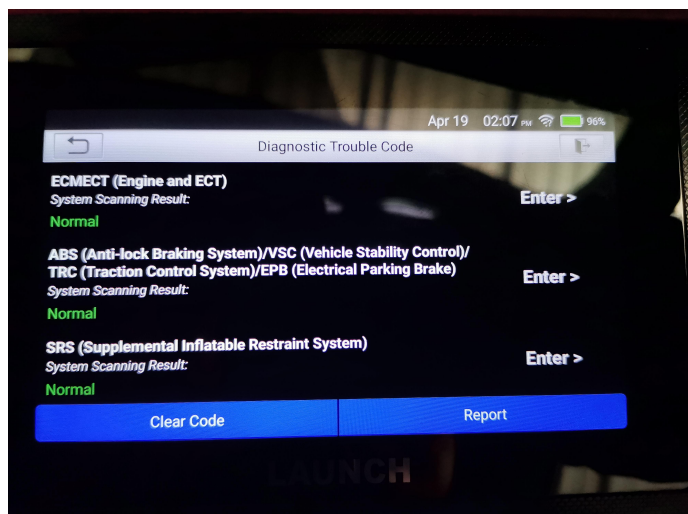 Apr 19 02:07 PM 96%
Diagnostic Trouble Code
ECMECT (Engine and ECT)
System Scanning Result:
Enter >
Normal
ABS (Anti-lock Braking System)/VSC (Vehicle Stability Control)/
TRC (Traction Control System)/EPB (Electrical Parking Brake)
Enter >
System Scanning Result:
Normal
SRS (Supplemental Inflatable Restraint System)
System Scanning Result:
Enter >
Normal
Clear Code
Report
LAUNCH